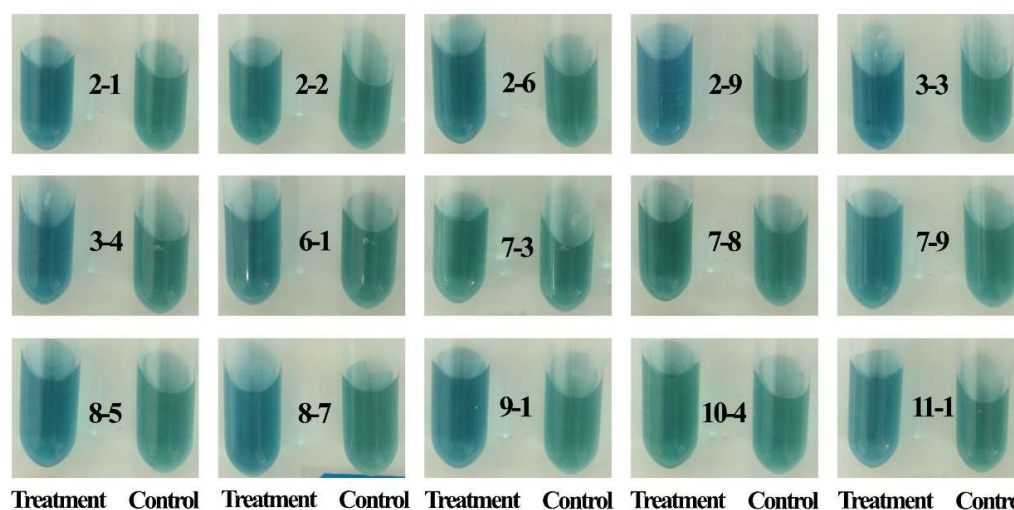 2-1 2-2 2-6 2-9 3-3
3-4 6-1 7-3 7-8 7-9
8-5 8-7 9-1 10-4 11-1
Treatment Control Treatment Control Treatment Control Treatment Control Treatment Control